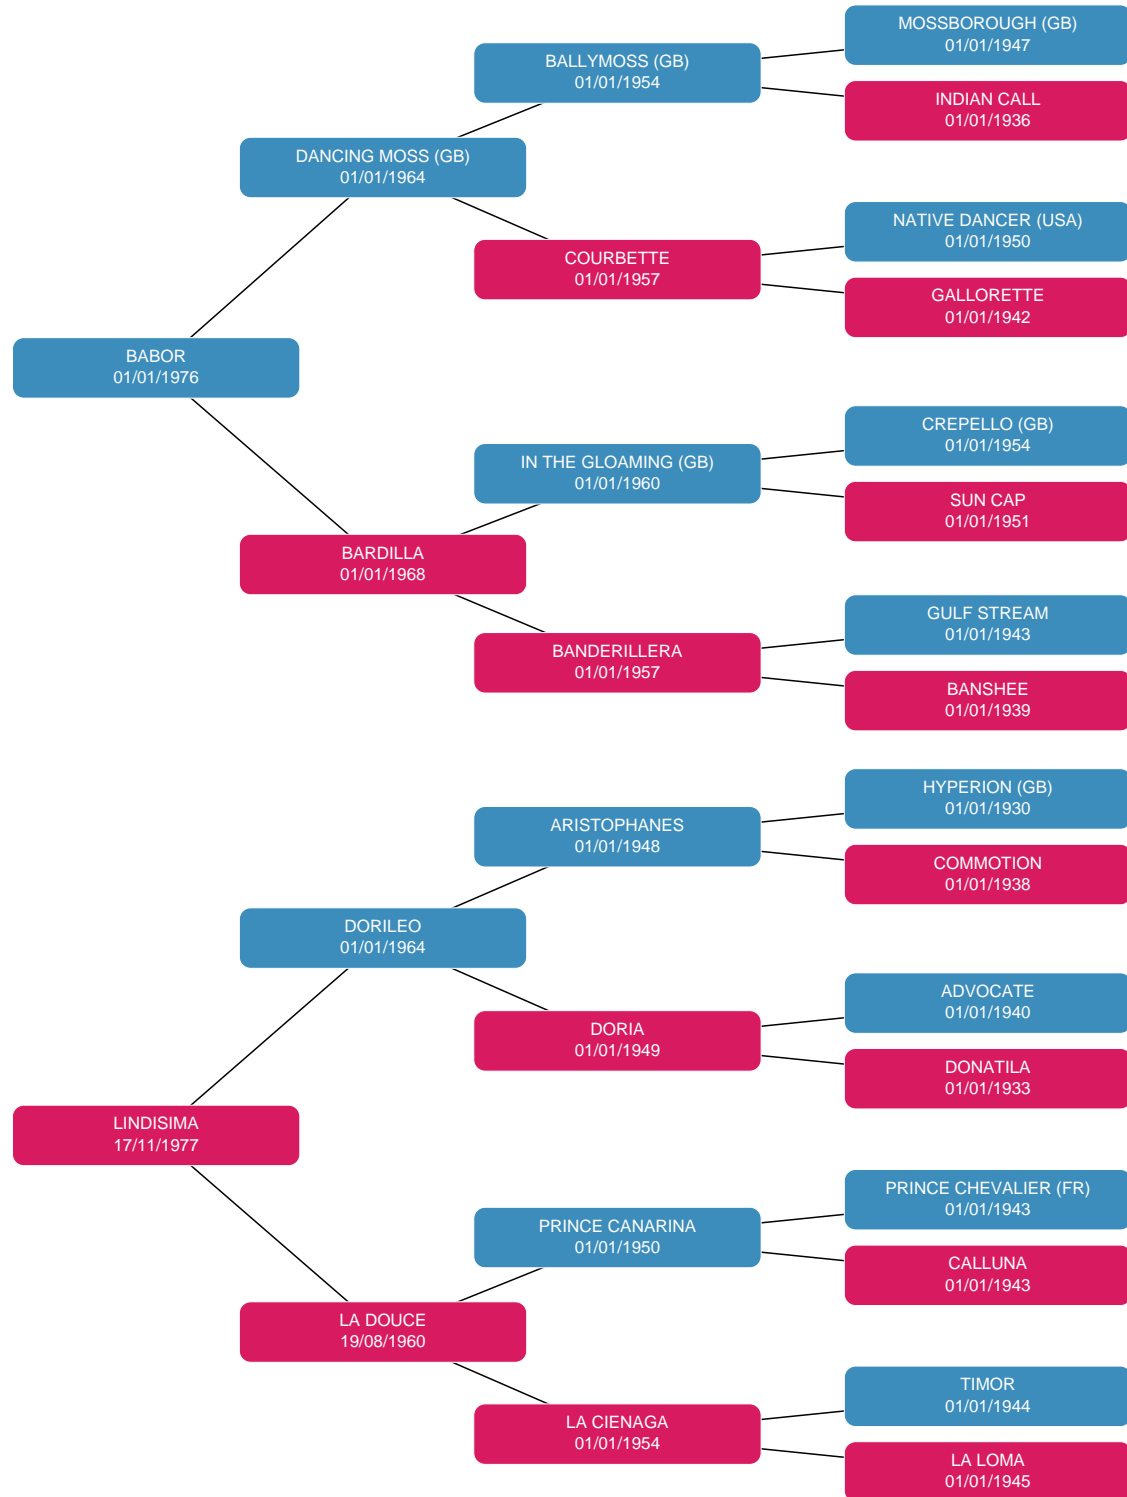 MOSSBOROUGH (GB)
01/01/1947
BALLYMOSS (GB)
01/01/1954
INDIAN CALL
01/01/1936
DANCING MOSS (GB)
01/01/1964
NATIVE DANCER (USA)
01/01/1950
COURBETTE
01/01/1957
GALLORETTE
01/01/1942
BABOR
01/01/1976
CREPELLO (GB)
01/01/1954
IN THE GLOAMING (GB)
01/01/1960
SUN CAP
01/01/1951
BARDILLA
01/01/1968
GULF STREAM
01/01/1943
BANDERILLERA
01/01/1957
BANSHEE
01/01/1939
HYPERION (GB)
01/01/1930
ARISTOPHANES
01/01/1948
COMMOTION
01/01/1938
DORILEO
01/01/1964
ADVOCATE
01/01/1940
DORIA
01/01/1949
DONATILA
01/01/1933
LINDISIMA
17/11/1977
PRINCE CHEVALIER (FR)
01/01/1943
PRINCE CANARINA
01/01/1950
CALLUNA
01/01/1943
LA DOUCE
19/08/1960
TIMOR
01/01/1944
LA CIENAGA
01/01/1954
LA LOMA
01/01/1945